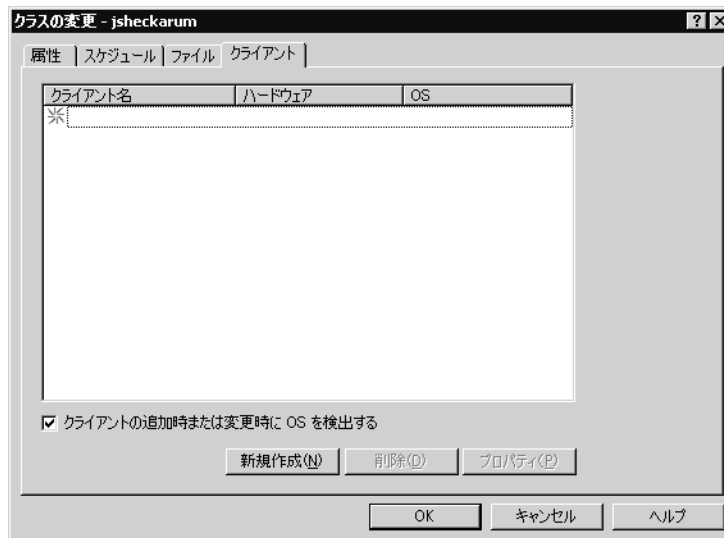 クラスの変更 - jsheckarum
属性 スケジュール ファイル クライアント
クライアント名 ハードウェア OS
クライアントの追加時または変更時に OS を検出する
新規作成(N) 削除(D) プロパティ(P)
OK キャンセル ヘルプ